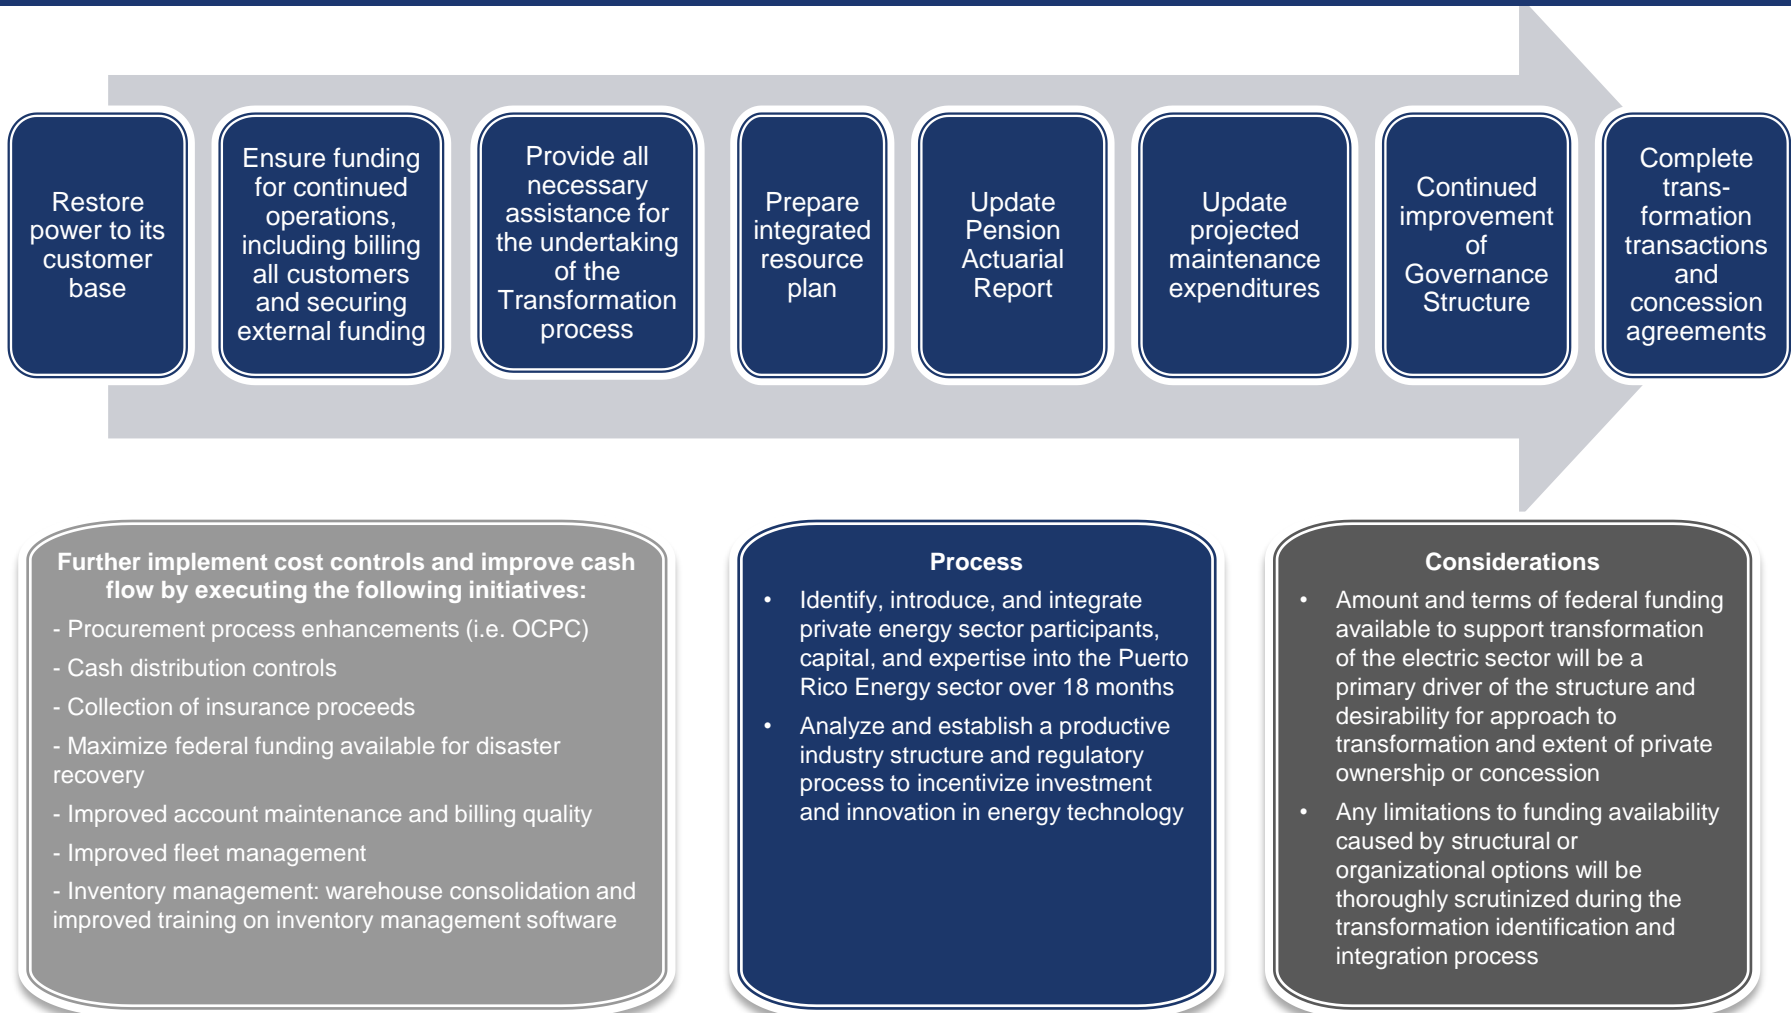 Restore
power to its
customer
base
Ensure funding
for continued
operations,
including billing
all customers
and securing
external funding
Provide all
necessary
assistance for
the undertaking
of the
Transformation
process
Prepare
integrated
resource
plan
Update
Pension
Actuarial
Report
Update
projected
maintenance
expenditures
Continued
improvement
of
Governance
Structure
Complete
trans-
formation
transactions
and
concession
agreements
Further implement cost controls and improve cash
flow by executing the following initiatives:
- Procurement process enhancements (i.e. OCPC)
- Cash distribution controls
- Collection of insurance proceeds
- Maximize federal funding available for disaster
recovery
- Improved account maintenance and billing quality
- Improved fleet management
- Inventory management: warehouse consolidation and
improved training on inventory management software
Process
• Identify, introduce, and integrate
private energy sector participants,
capital, and expertise into the Puerto
Rico Energy sector over 18 months
• Analyze and establish a productive
industry structure and regulatory
process to incentivize investment
and innovation in energy technology
Considerations
• Amount and terms of federal funding
available to support transformation
of the electric sector will be a
primary driver of the structure and
desirability for approach to
transformation and extent of private
ownership or concession
• Any limitations to funding availability
caused by structural or
organizational options will be
thoroughly scrutinized during the
transformation identification and
integration process